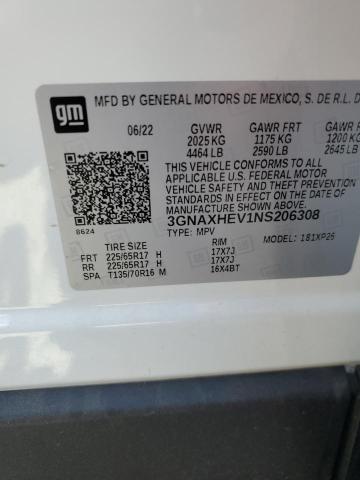 gm
MFD BY GENERAL MOTORS DE MEXICO, S. DE R.L. D
06/22 GVWR GAWR FRT GAWR
2025 KG 1175 KG 1200 K
4464 LB 2590 LB 2645 LB
THIS VEHICLE CONFORMS TO ALL
APPLICABLE U.S. FEDERAL MOTOR
VEHICLE SAFETY, BUMPER, AND THEFT
PREVENTION STANDARDS IN EFFECT ON
THE DATE OF MANUFACTURE SHOWN ABOVE.
3GNAXHEV1NS206308
8624 TYPE: MPV MODEL: 181XP26
TIRE SIZE RIM
FRT 225/65R17 H 17X7J
RR 225/65R17 H 17X7J
SPA T135/70R16 M 16X4BT